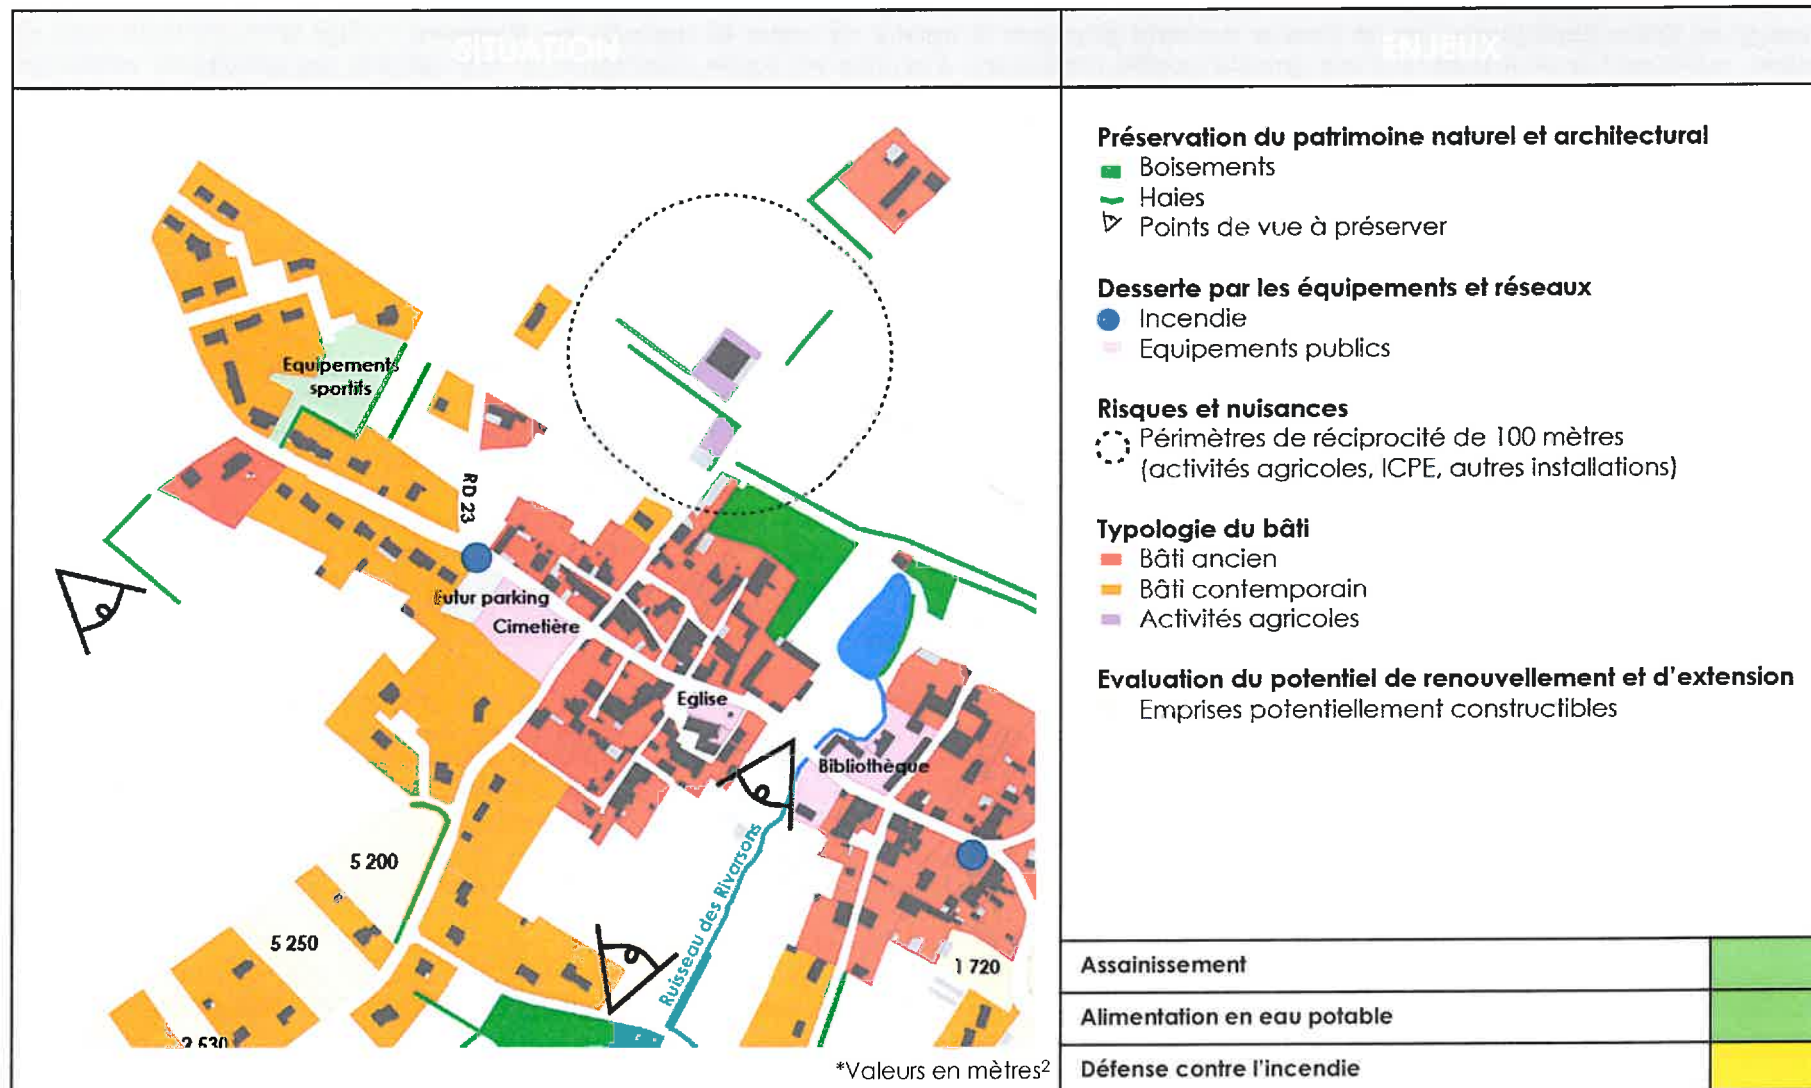 SITUATION
ENJEUX
Equipements
sportifs
RD 23
Futur parking
Cimetière
Eglise
Bibliothèque
Ruisseau des Rivarsons
5 200
5 250
2 530
1 720
*Valeurs en mètres²
Préservation du patrimoine naturel et architectural
Boisements
Haies
Points de vue à préserver
Desserte par les équipements et réseaux
Incendie
Equipements publics
Risques et nuisances
Périmètres de réciprocité de 100 mètres
(activités agricoles, ICPE, autres installations)
Typologie du bâti
Bâti ancien
Bâti contemporain
Activités agricoles
Evaluation du potentiel de renouvellement et d'extension
Emprises potentiellement constructibles
Assainissement
Alimentation en eau potable
Défense contre l'incendie